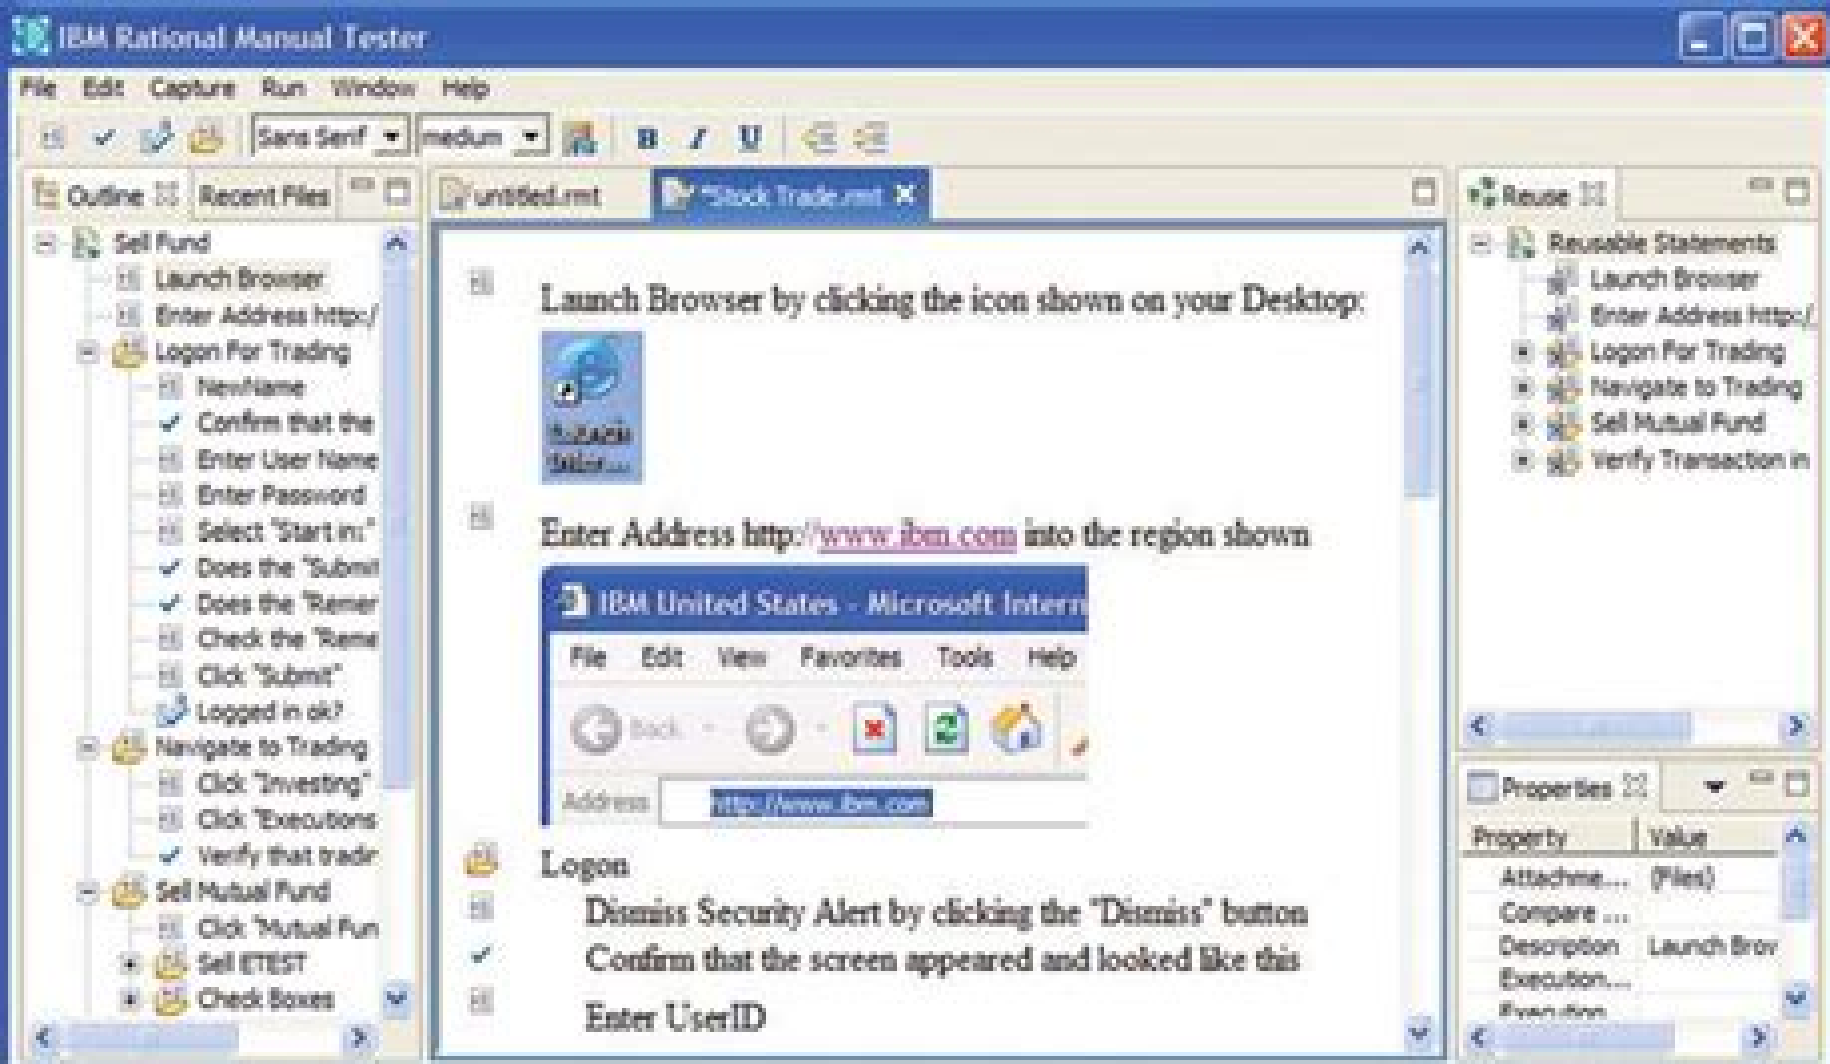 IBM Rational Manual Tester
File Edit Capture Run Window Help
Sans Serif medium B I U
Outline Recent Files
Sell Fund
Launch Browser
Enter Address http:/
Logon For Trading
NewName
Confirm that the
Enter User Name
Enter Password
Select "Start in:"
Does the "Submit
Does the "Remer
Check the "Reme
Click "Submit"
Logged in ok?
Navigate to Trading
Click "Investing"
Click "Executions
Verify that tradin
Sell Mutual Fund
Click "Mutual Fun
Sell ETEST
Check Boxes
untitled.rmt *Stock Trade.rmt
Launch Browser by clicking the icon shown on your Desktop:
Enter Address http://www.ibm.com into the region shown
IBM United States - Microsoft Intern
File Edit View Favorites Tools Help
Back
Address http://www.ibm.com
Logon
Dismiss Security Alert by clicking the "Dismiss" button
Confirm that the screen appeared and looked like this
Enter UserID
Reuse
Reusable Statements
Launch Browser
Enter Address http:/
Logon For Trading
Navigate to Trading
Sell Mutual Fund
Verify Transaction in
Properties
Property Value
Attachme... (Files)
Compare ...
Description Launch Brov
Execution...
Execution